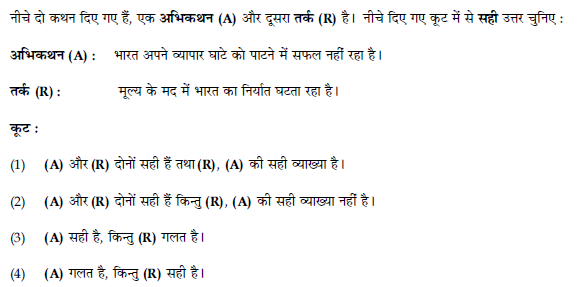 नीचे दो कथन दिए गए हैं, एक अभिकथन (A) और दूसरा तर्क (R) है। नीचे दिए गए कूट में से सही उत्तर चुनिए :
अभिकथन (A) : भारत अपने व्यापार घाटे को पाटने में सफल नहीं रहा है।
तर्क (R) : मूल्य के मद में भारत का निर्यात घटता रहा है।
कूट :
(1) (A) और (R) दोनों सही हैं तथा (R), (A) की सही व्याख्या है।
(2) (A) और (R) दोनों सही हैं किन्तु (R), (A) की सही व्याख्या नहीं है।
(3) (A) सही है, किन्तु (R) गलत है।
(4) (A) गलत है, किन्तु (R) सही है।